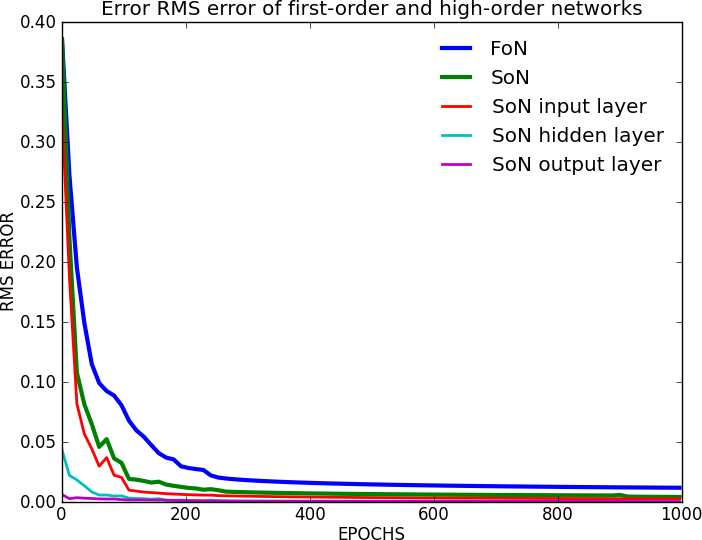 Error RMS error of first-order and high-order networks
0.40
0.35
0.30
0.25
0.20
0.15
0.10
0.05
0.00
RMS ERROR
FoN
SoN
SoN input layer
SoN hidden layer
SoN output layer
0 200 400 600 800 1000
EPOCHS